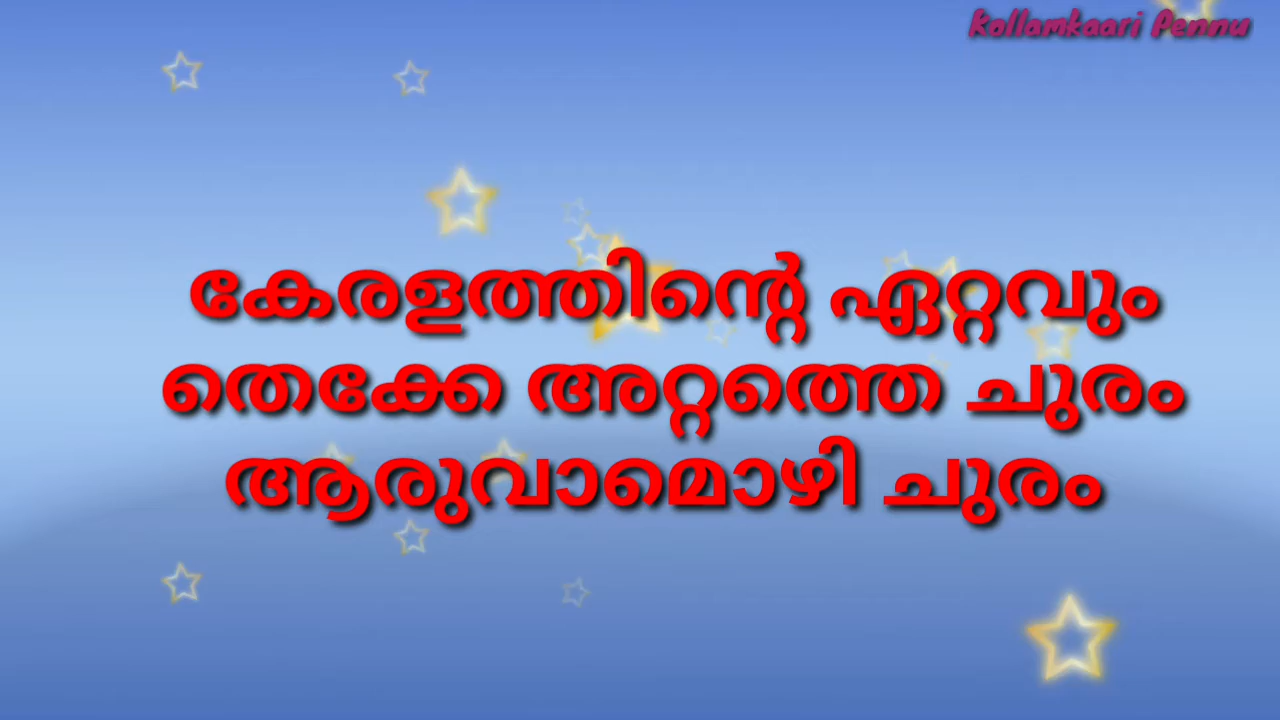 Kollamkaari Pennu
കേരളത്തിന്റെ ഏറ്റവും
തെക്കേ അറ്റത്തെ ചുരം
ആരുവാമൊഴി ചുരം